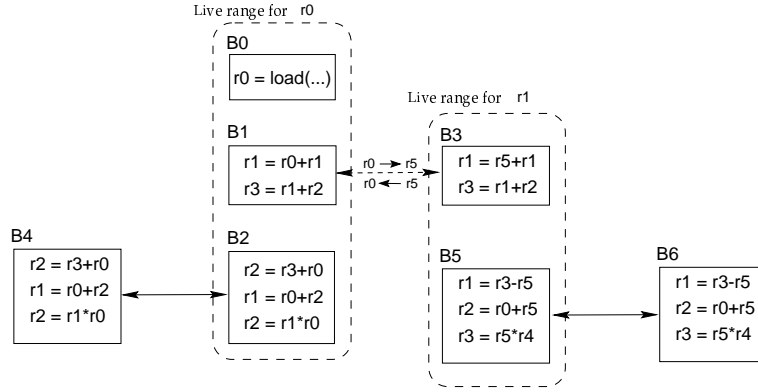 Live range for r0
B0
r0 = load(...)
Live range for r1
B1
r1 = r0+r1
r3 = r1+r2
r0 → r5
r0 ← r5
B3
r1 = r5+r1
r3 = r1+r2
B4
r2 = r3+r0
r1 = r0+r2
r2 = r1*r0
B2
r2 = r3+r0
r1 = r0+r2
r2 = r1*r0
B5
r1 = r3-r5
r2 = r0+r5
r3 = r5*r4
B6
r1 = r3-r5
r2 = r0+r5
r3 = r5*r4